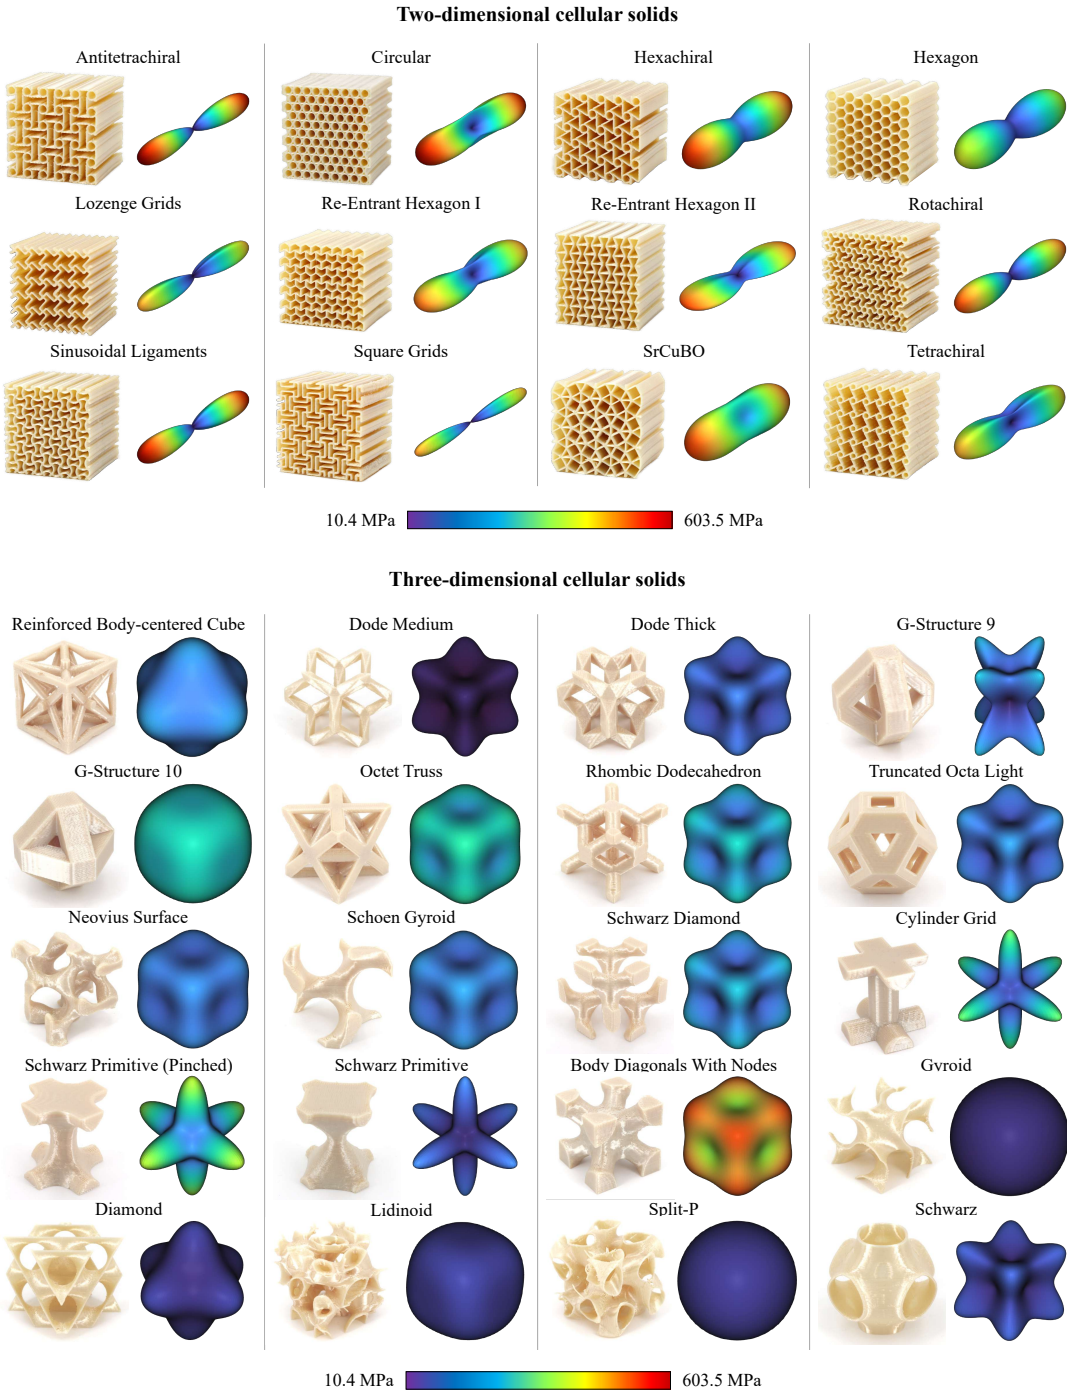 Two-dimensional cellular solids
Antitetrachiral
Circular
Hexachiral
Hexagon
Lozenge Grids
Re-Entrant Hexagon I
Re-Entrant Hexagon II
Rotachiral
Sinusoidal Ligaments
Square Grids
SrCuBO
Tetrachiral
10.4 MPa
603.5 MPa
Three-dimensional cellular solids
Reinforced Body-centered Cube
Dode Medium
Dode Thick
G-Structure 9
G-Structure 10
Octet Truss
Rhombic Dodecahedron
Truncated Octa Light
Neovius Surface
Schoen Gyroid
Schwarz Diamond
Cylinder Grid
Schwarz Primitive (Pinched)
Schwarz Primitive
Body Diagonals With Nodes
Gyroid
Diamond
Lidinoid
Split-P
Schwarz
10.4 MPa
603.5 MPa